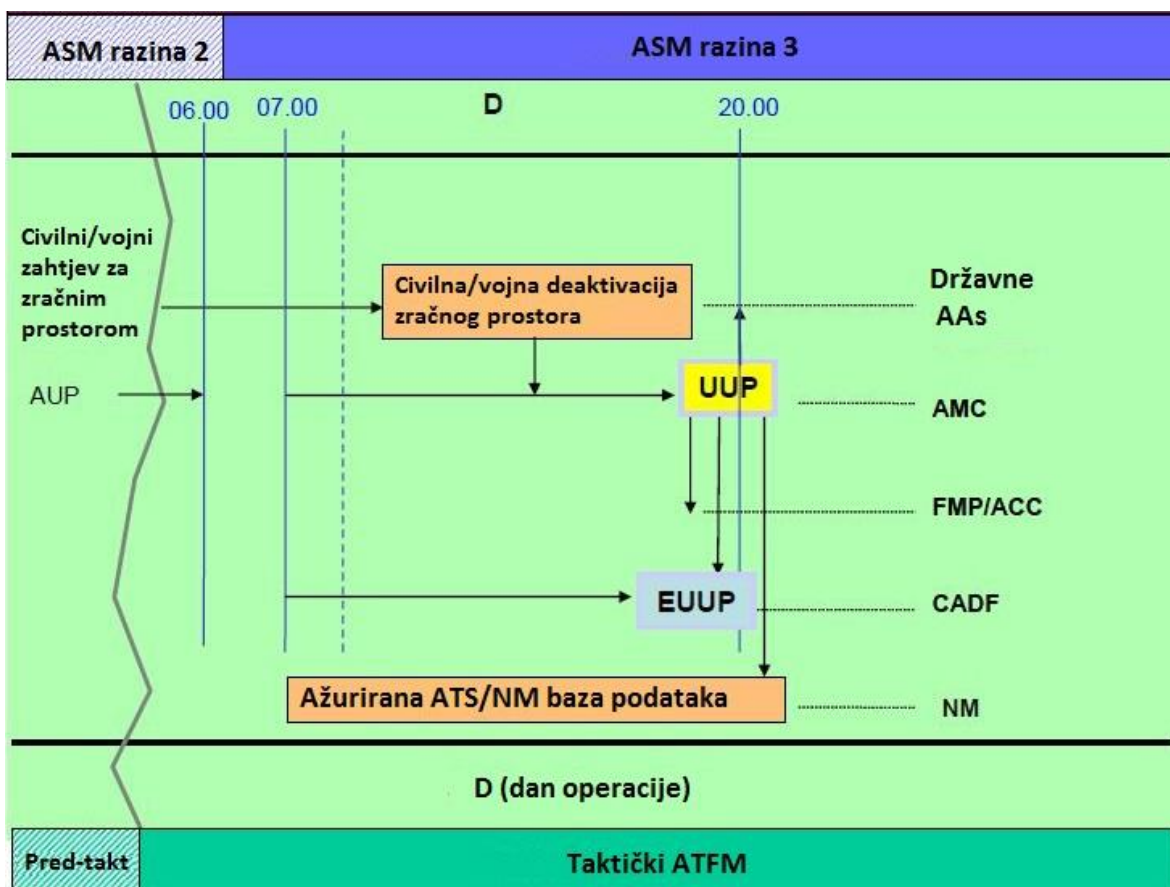 ASM razina 2
ASM razina 3
06.00
07.00
D
20.00
Civilni/vojni
zahtjev za
zračnim
prostorom
Civilna/vojna deaktivacija
zračnog prostora
Državne
AAs
AUP
UUP
AMC
FMP/ACC
EUUP
CADF
Ažurirana ATS/NM baza podataka
NM
D (dan operacije)
Pred-takt
Taktički ATFM